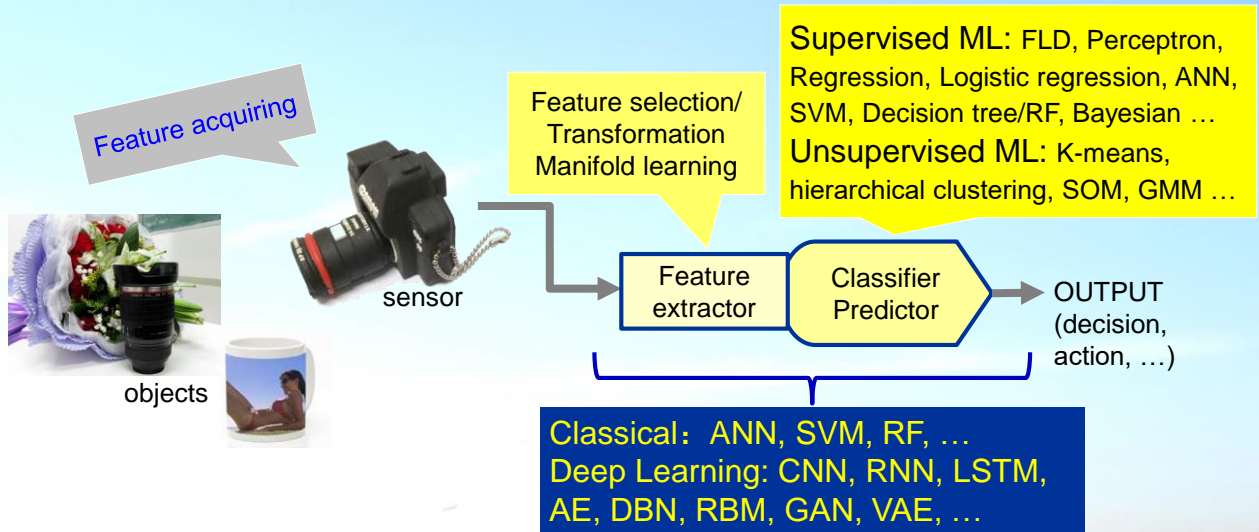 Feature acquiring
objects
sensor
Feature selection/
Transformation
Manifold learning
Supervised ML: FLD, Perceptron,
Regression, Logistic regression, ANN,
SVM, Decision tree/RF, Bayesian …
Unsupervised ML: K-means,
hierarchical clustering, SOM, GMM …
Feature
extractor
Classifier
Predictor
OUTPUT
(decision,
action, …)
Classical：ANN, SVM, RF, …
Deep Learning: CNN, RNN, LSTM,
AE, DBN, RBM, GAN, VAE, …